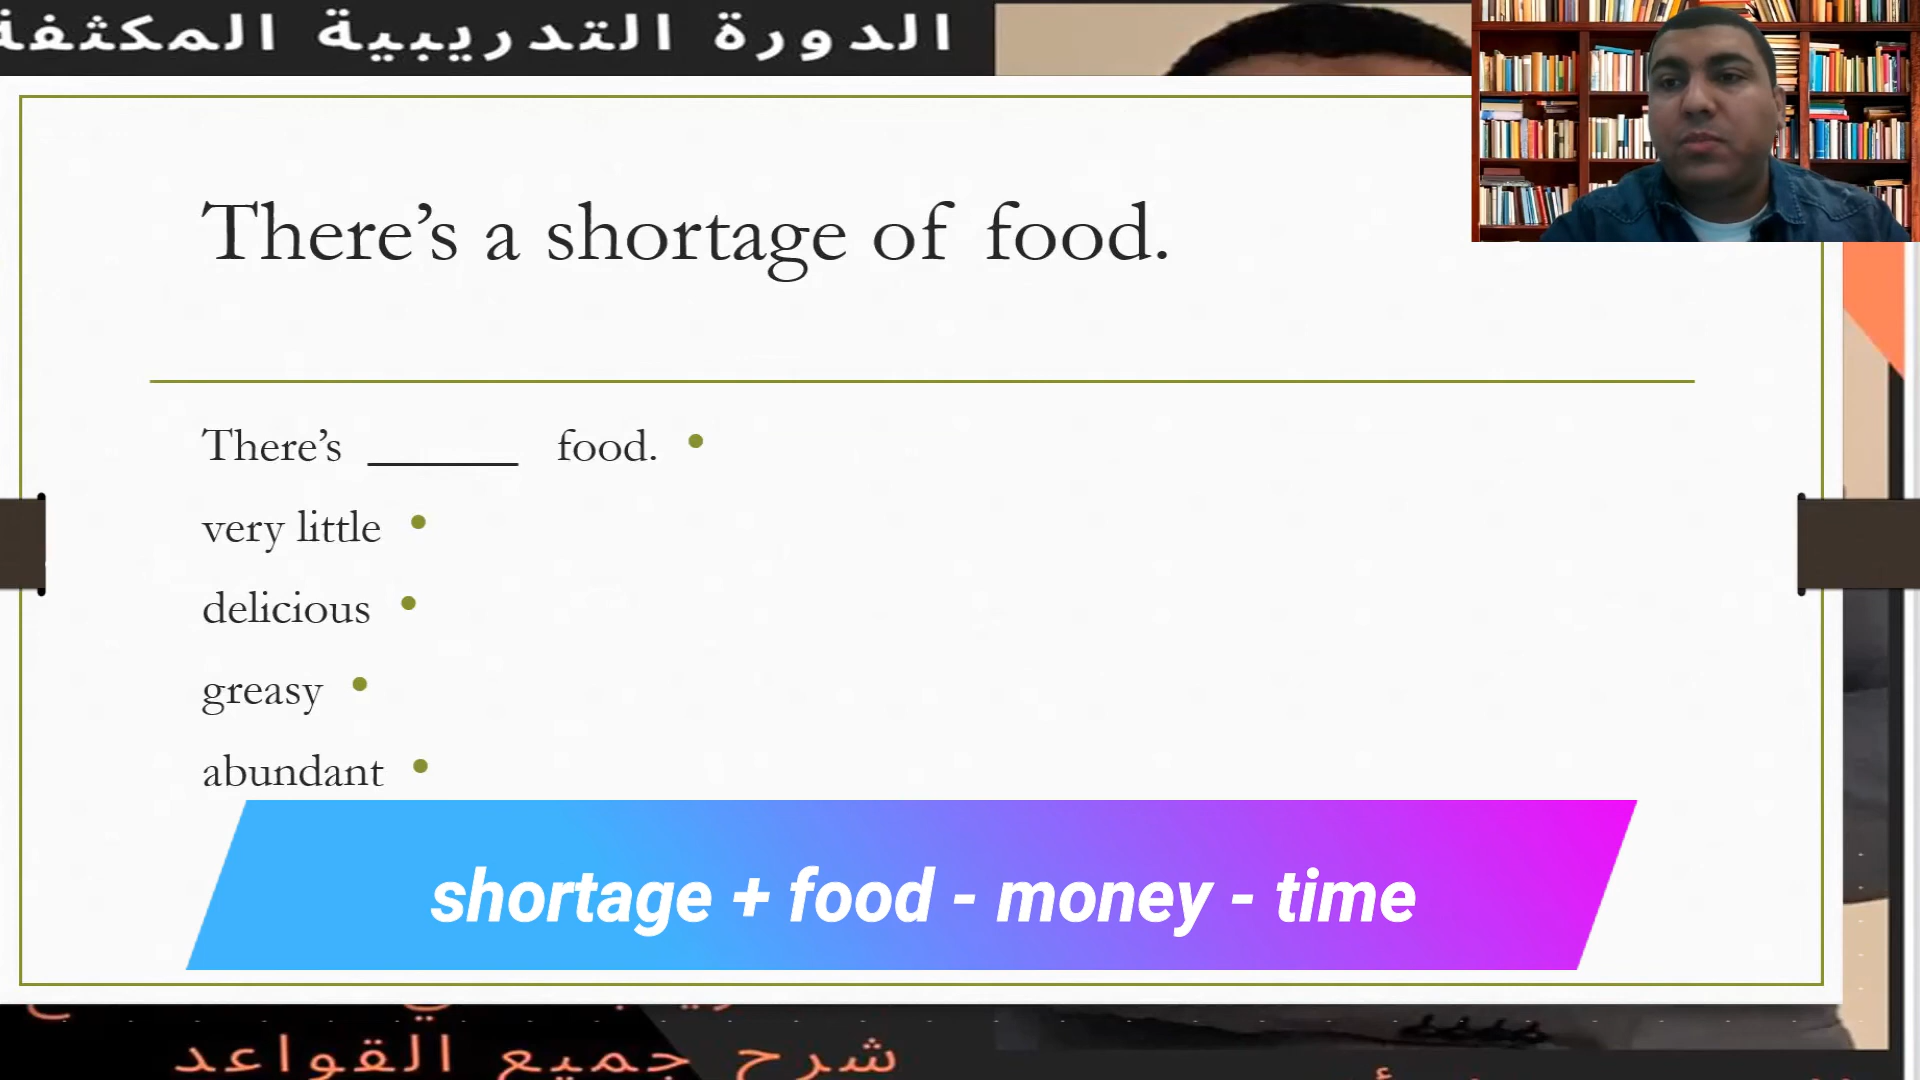 الدورة التدريبية المكثفة
There’s a shortage of food.
There’s ______ food. •
very little •
delicious •
greasy •
abundant •
shortage + food - money - time
شرح جميع القواعد